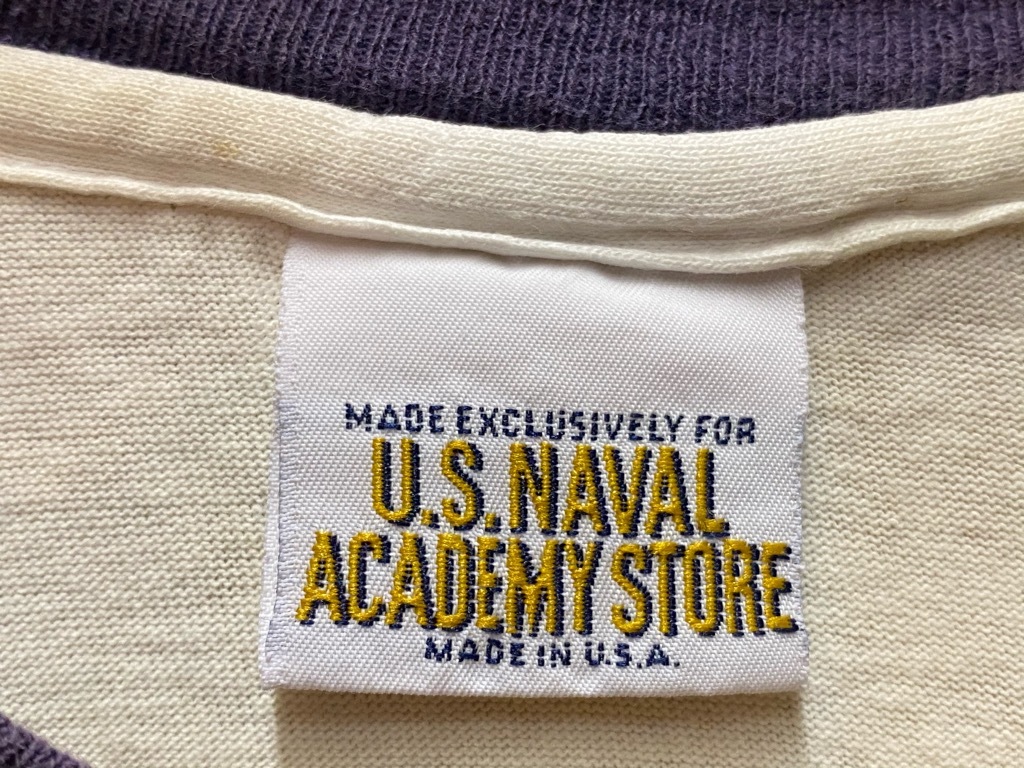 MADE EXCLUSIVELY FOR
U.S. NAVAL
ACADEMY STORE
MADE IN U.S.A.